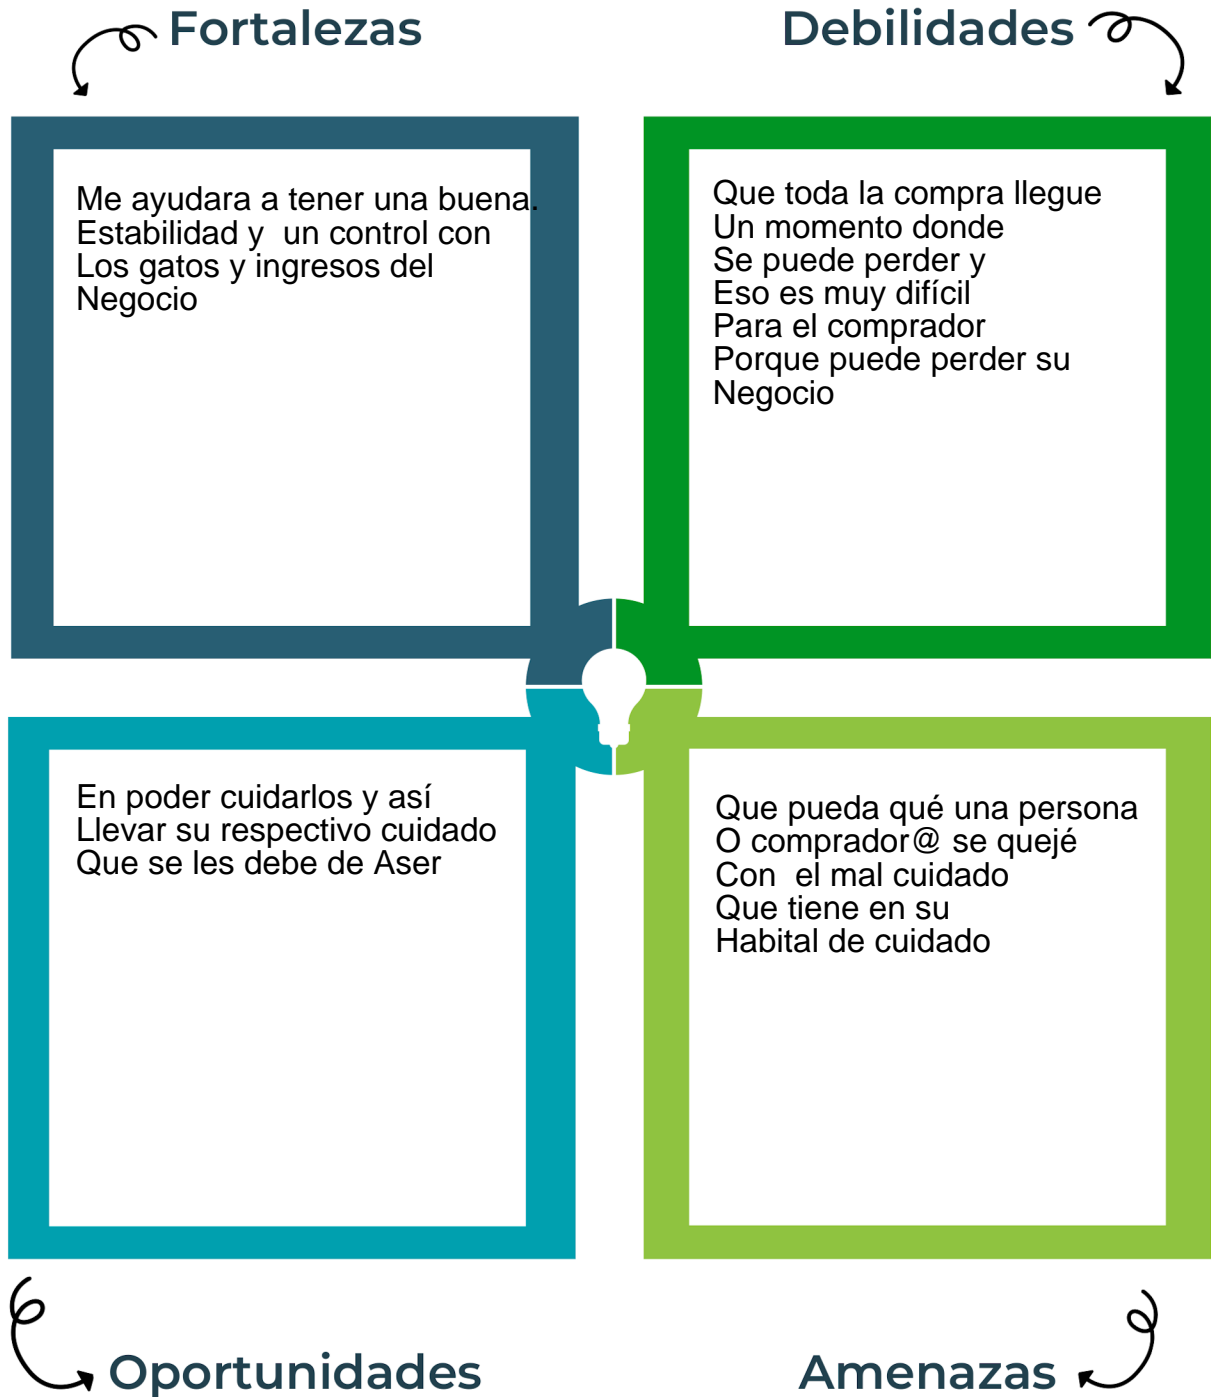 Fortalezas
Me ayudara a tener una buena.
Estabilidad y  un control con
Los gatos y ingresos del
Negocio
Debilidades
Que toda la compra llegue
Un momento donde
Se puede perder y
Eso es muy difícil
Para el comprador
Porque puede perder su
Negocio
En poder cuidarlos y así
Llevar su respectivo cuidado
Que se les debe de Aser
Oportunidades
Que pueda qué una persona
O comprador@ se quejé
Con  el mal cuidado
Que tiene en su
Habital de cuidado
Amenazas